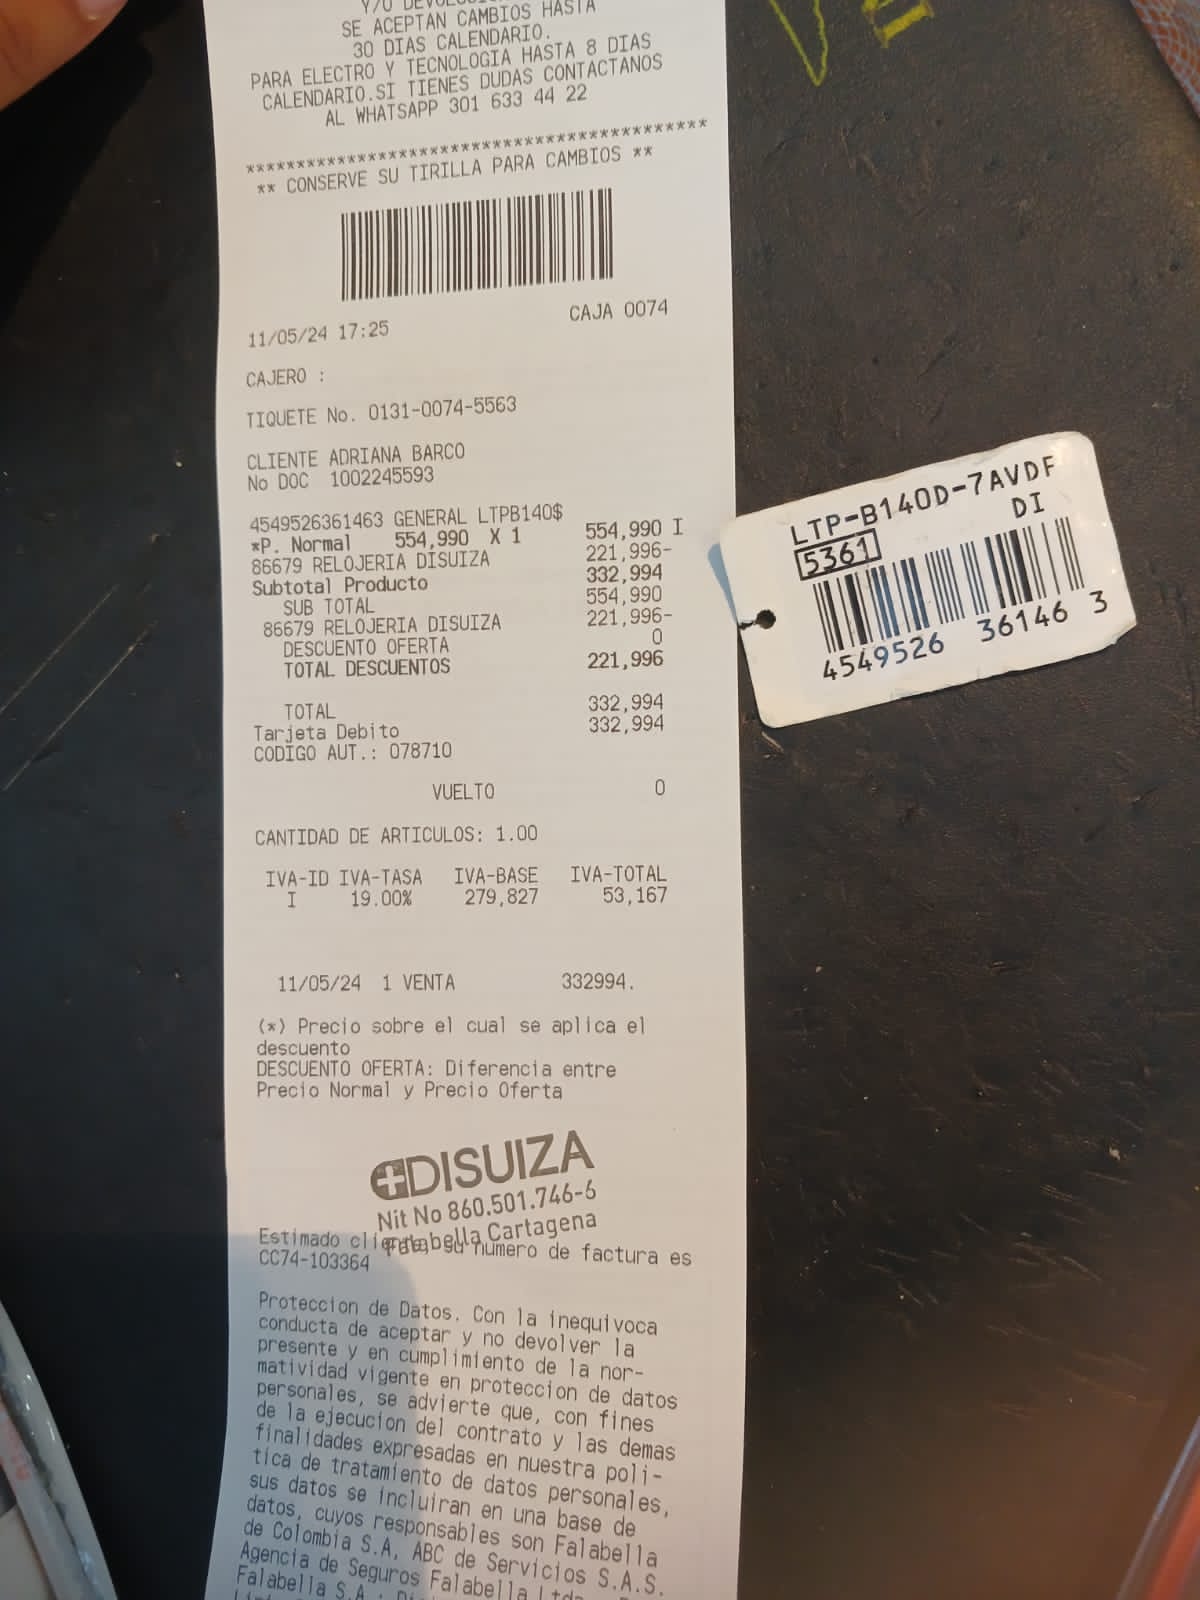 Y/O
SE ACEPTAN CAMBIOS HASTA
30 DIAS CALENDARIO.
PARA ELECTRO Y TECNOLOGIA HASTA 8 DIAS
CALENDARIO.SI TIENES DUDAS CONTACTANOS
AL WHATSAPP 301 633 44 22
**********************************************
** CONSERVE SU TIRILLA PARA CAMBIOS **
11/05/24 17:25 CAJA 0074
CAJERO :
TIQUETE No. 0131-0074-5563
CLIENTE ADRIANA BARCO
No DOC 1002245593
4549526361463 GENERAL LTPB140$
*P. Normal 554,990 X 1 554,990 I
86679 RELOJERIA DISUIZA 221,996-
Subtotal Producto 332,994
SUB TOTAL 554,990
86679 RELOJERIA DISUIZA 221,996-
DESCUENTO OFERTA 0
TOTAL DESCUENTOS 221,996
TOTAL 332,994
Tarjeta Debito 332,994
CODIGO AUT.: 078710
VUELTO 0
CANTIDAD DE ARTICULOS: 1.00
IVA-ID IVA-TASA IVA-BASE IVA-TOTAL
I 19.00% 279,827 53,167
11/05/24 1 VENTA 332994.
(*) Precio sobre el cual se aplica el
descuento
DESCUENTO OFERTA: Diferencia entre
Precio Normal y Precio Oferta
DISUIZA
Nit No 860.501.746-6
Falabella Cartagena
Estimado cliente, su numero de factura es
CC74-103364
Proteccion de Datos. Con la inequivoca
conducta de aceptar y no devolver la
presente y en cumplimiento de la nor-
matividad vigente en proteccion de datos
personales, se advierte que, con fines
de la ejecucion del contrato y las demas
finalidades expresadas en nuestra poli-
tica de tratamiento de datos personales,
sus datos se incluiran en una base de
datos, cuyos responsables son Falabella
de Colombia S.A, ABC de Servicios S.A.S.
Agencia de Seguros Falabella
Falabella S.A.
LTP-B140D-7AVDF
DI
5361
4549526 36146 3